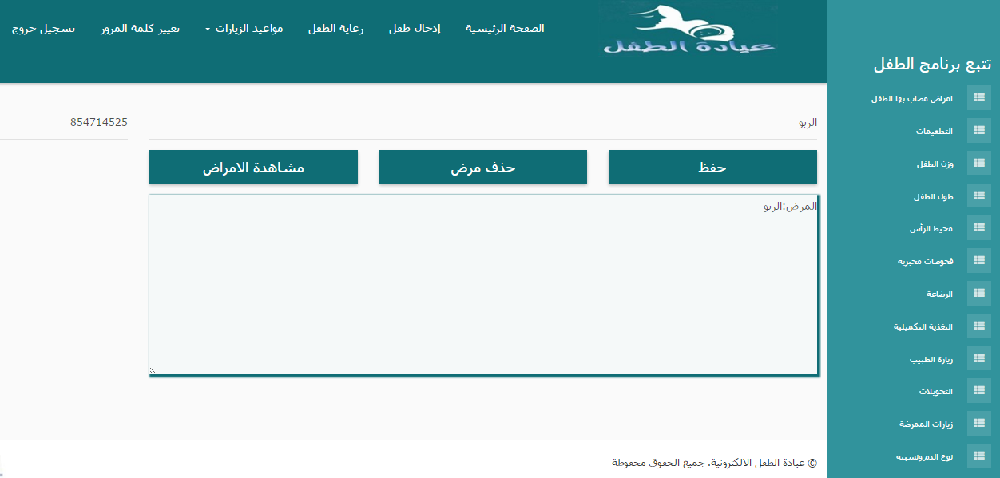 عيادة الطفل
الصفحة الرئيسية
إدخال طفل
رعاية الطفل
مواعيد الزيارات
تغيير كلمة المرور
تسجيل خروج
تتبع برنامج الطفل
امراض مصاب بها الطفل
التطعيمات
وزن الطفل
طول الطفل
محيط الرأس
فحوصات مخبرية
الرضاعة
التغذية التكميلية
زيارة الطبيب
التحويلات
زيارات الممرضة
نوع الدم ونسبته
الربو
854714525
حفظ
حذف مرض
مشاهدة الامراض
المرض:الربو
© عيادة الطفل الالكترونية. جميع الحقوق محفوظة